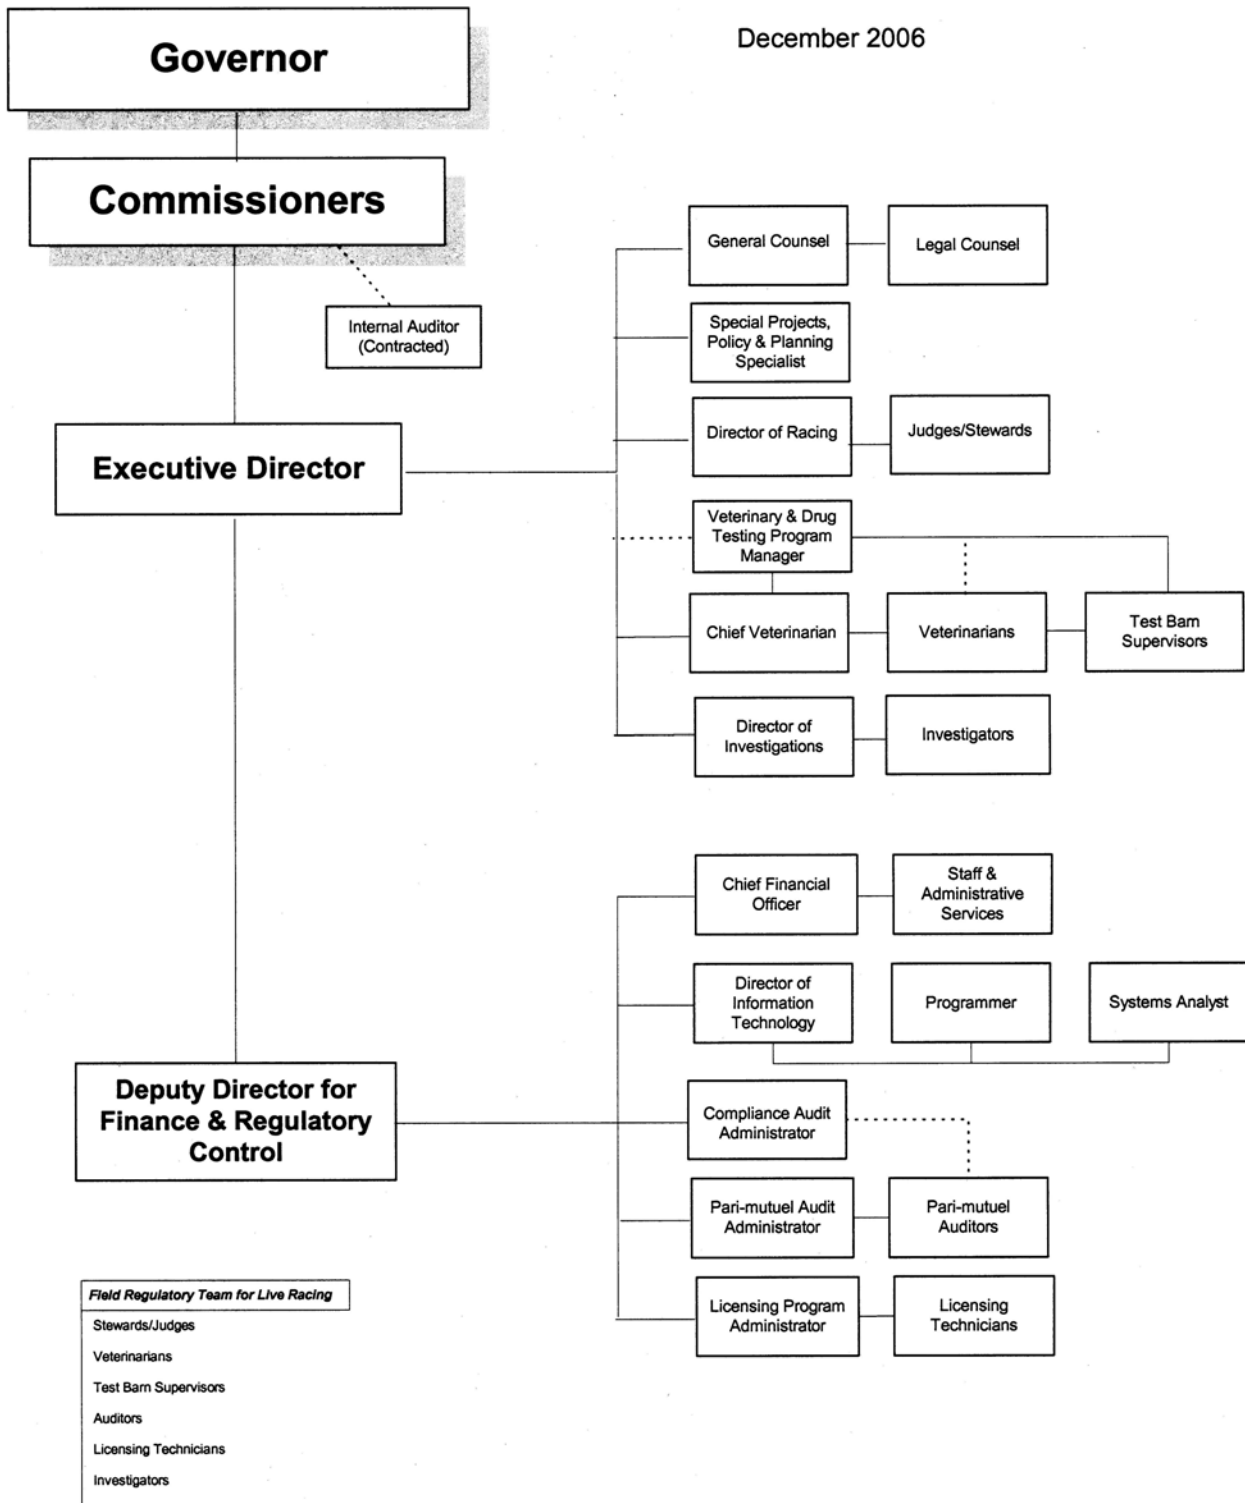 December 2006
Governor
Commissioners
Internal Auditor
(Contracted)
Executive Director
General Counsel
Legal Counsel
Special Projects,
Policy & Planning
Specialist
Director of Racing
Judges/Stewards
Veterinary & Drug
Testing Program
Manager
Chief Veterinarian
Veterinarians
Test Barn
Supervisors
Director of
Investigations
Investigators
Chief Financial
Officer
Staff &
Administrative
Services
Director of
Information
Technology
Programmer
Systems Analyst
Deputy Director for
Finance & Regulatory
Control
Compliance Audit
Administrator
Pari-mutuel Audit
Administrator
Pari-mutuel
Auditors
Licensing Program
Administrator
Licensing
Technicians
Field Regulatory Team for Live Racing
Stewards/Judges
Veterinarians
Test Barn Supervisors
Auditors
Licensing Technicians
Investigators